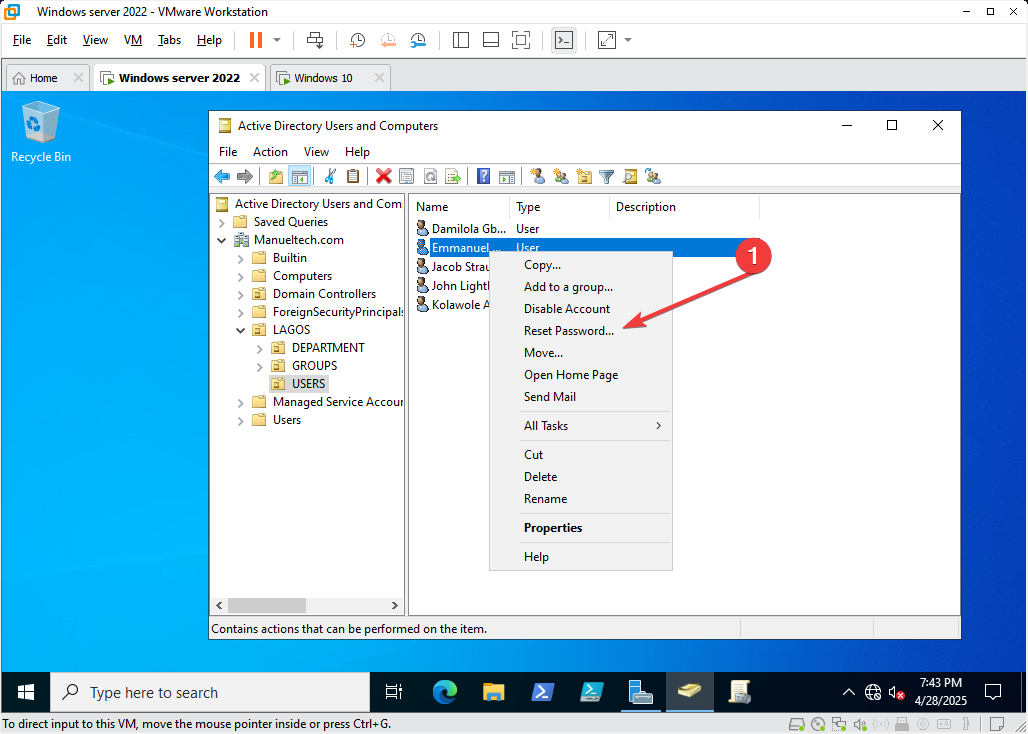 Windows server 2022 - VMware Workstation
File Edit View VM Tabs Help
Home Windows server 2022 Windows 10
Recycle Bin
Active Directory Users and Computers
File Action View Help
Active Directory Users and Com
Saved Queries
Manueltech.com
Builtin
Computers
Domain Controllers
ForeignSecurityPrincipals
LAGOS
DEPARTMENT
GROUPS
USERS
Managed Service Accour
Users
Name Type Description
Damilola Gb... User
Emmanuel ... User
Jacob Strau
John Lightl
Kolawole A
1
Copy...
Add to a group...
Disable Account
Reset Password...
Move...
Open Home Page
Send Mail
All Tasks
Cut
Delete
Rename
Properties
Help
Contains actions that can be performed on the item.
Type here to search
7:43 PM
4/28/2025
To direct input to this VM, move the mouse pointer inside or press Ctrl+G.